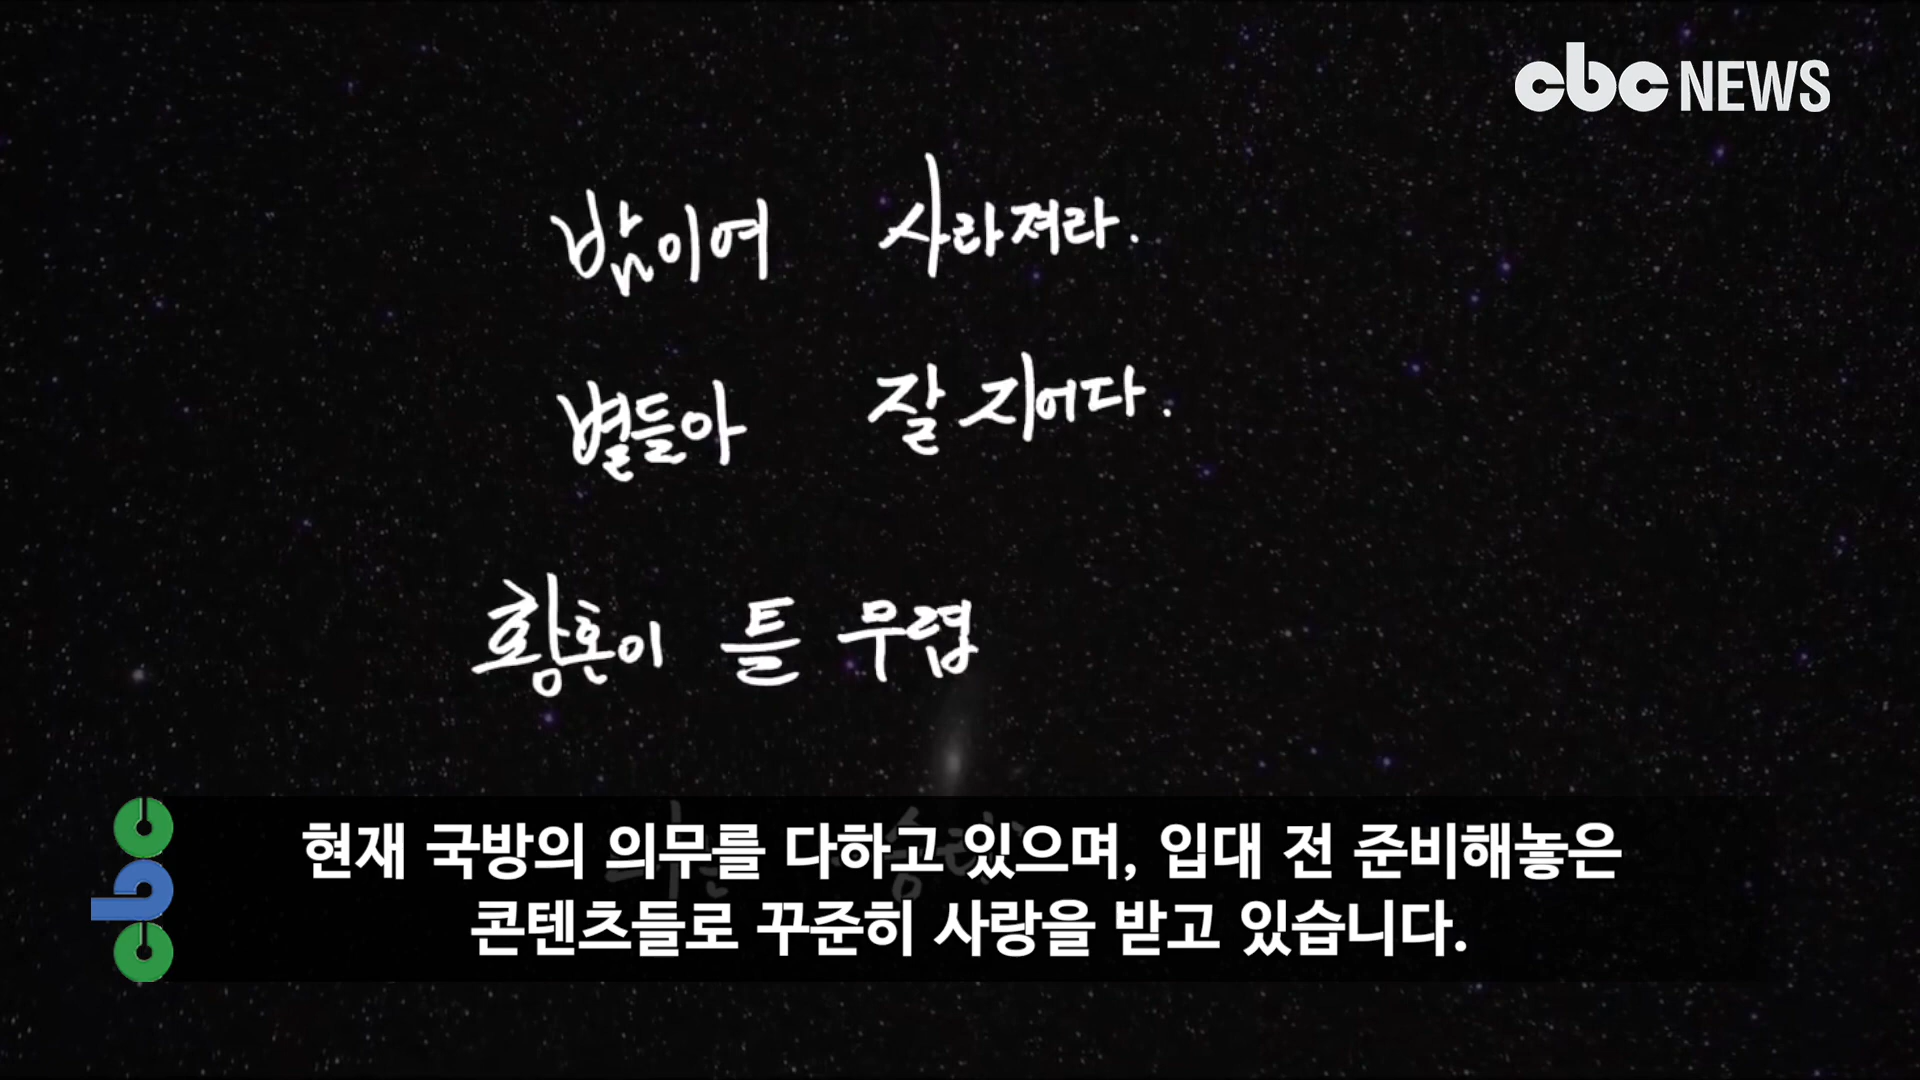 cbc NEWS
밤이여 사라져라.
별들아 잘 지어다.
황혼이 틀 무렵
현재 국방의 의무를 다하고 있으며, 입대 전 준비해놓은
콘텐츠들로 꾸준히 사랑을 받고 있습니다.
cbc